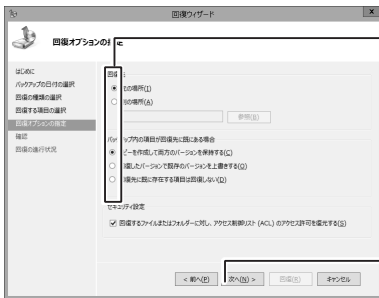 回復ウィザード
回復オプションの
はじめに
バックアップの日付の選択
回復の種類の選択
回復する項目の選択
回復オプションの指定
確認
回復の進行状況
の場所(I)
の場所(A)
参照(R)
バ ップ内の項目が回復先に既にある場合
ピーを作成して両方のバージョンを保持する(C)
復したバージョンで既存のバージョンを上書きする(O)
復先に既に存在する項目は回復しない(D)
セキュリティ設定
回復するファイルまたはフォルダーに対し、アクセス制御リスト (ACL) のアクセス許可を復元する(S)
< 前へ(P)
次へ(N) >
回復(R)
キャンセル